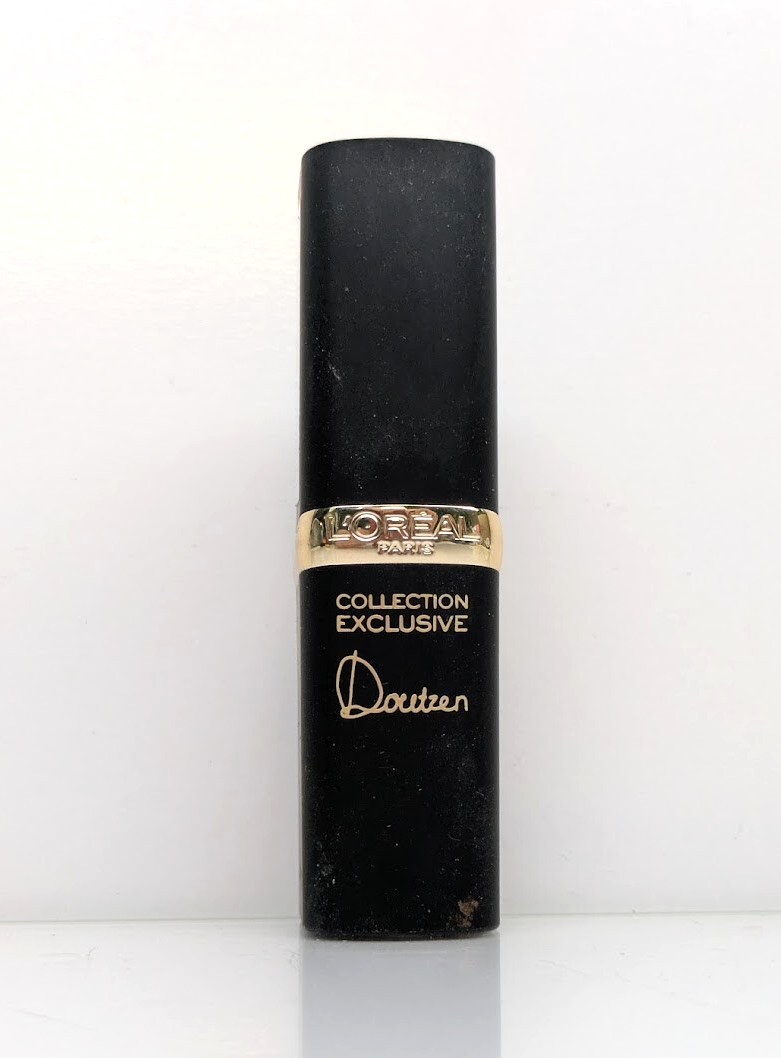 L'ORÉAL
PARIS
COLLECTION
EXCLUSIVE
Doutzen